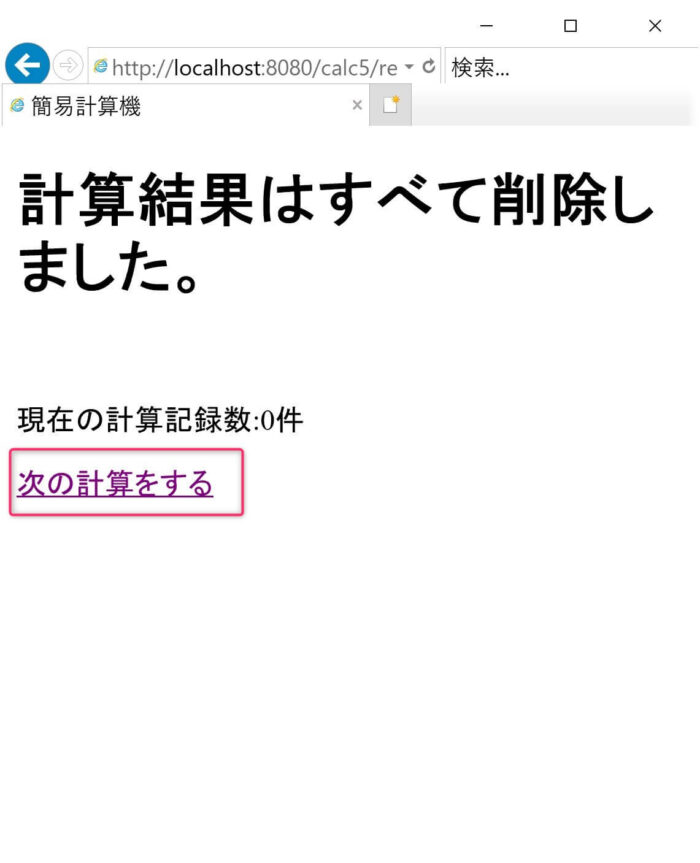 http://localhost:8080/calc5/re
検索...
簡易計算機
計算結果はすべて削除し
ました。
現在の計算記録数:0件
次の計算をする